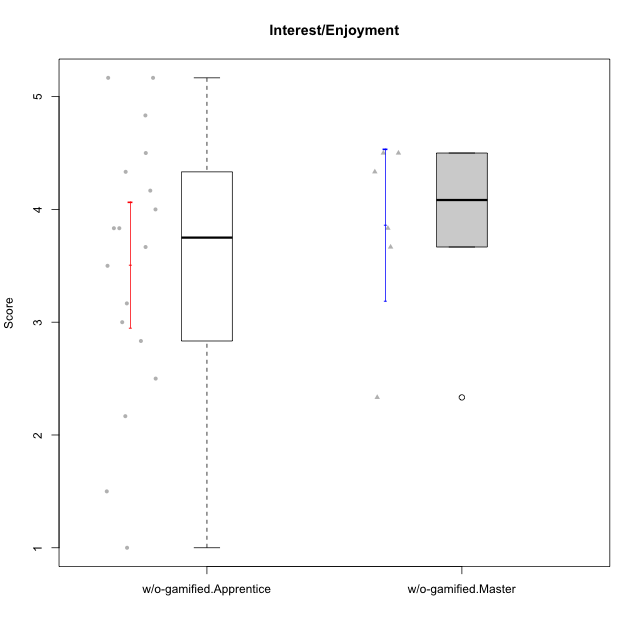 Interest/Enjoyment
Score
5
4
3
2
1
w/o-gamified.Apprentice
w/o-gamified.Master